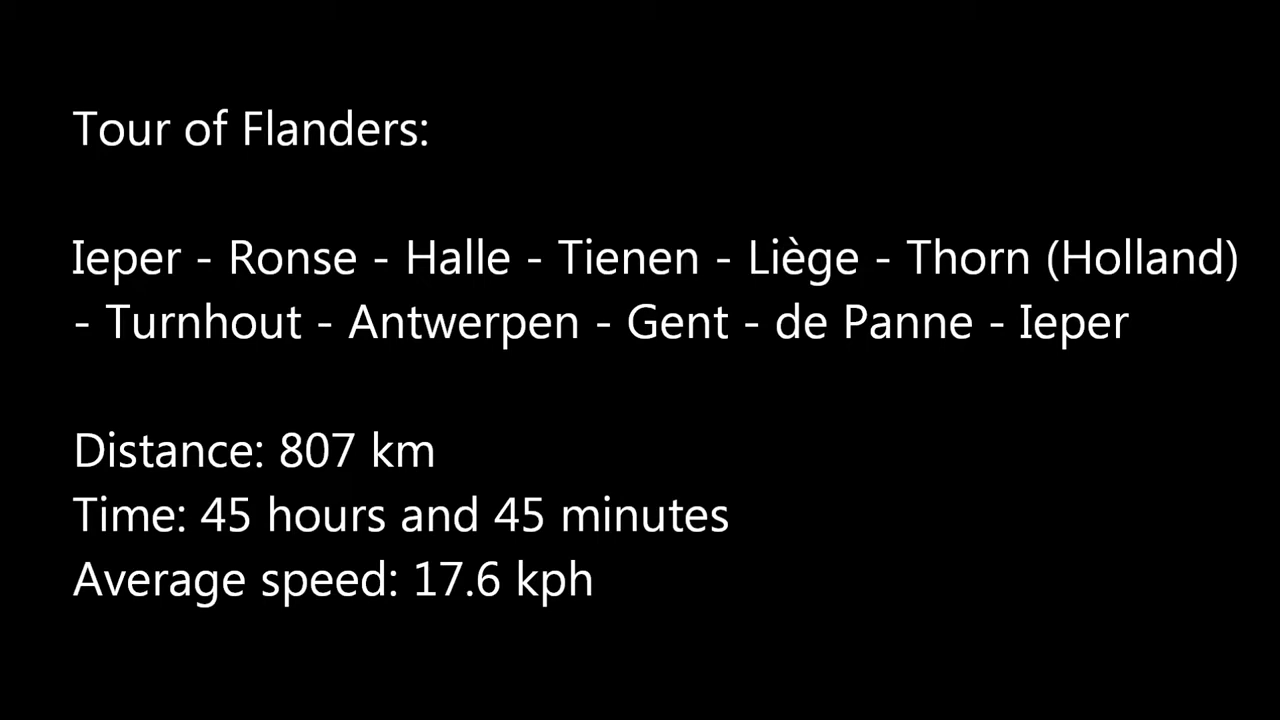 Tour of Flanders:
Ieper - Ronse - Halle - Tienen - Liège - Thorn (Holland)
- Turnhout - Antwerpen - Gent - de Panne - Ieper
Distance: 807 km
Time: 45 hours and 45 minutes
Average speed: 17.6 kph